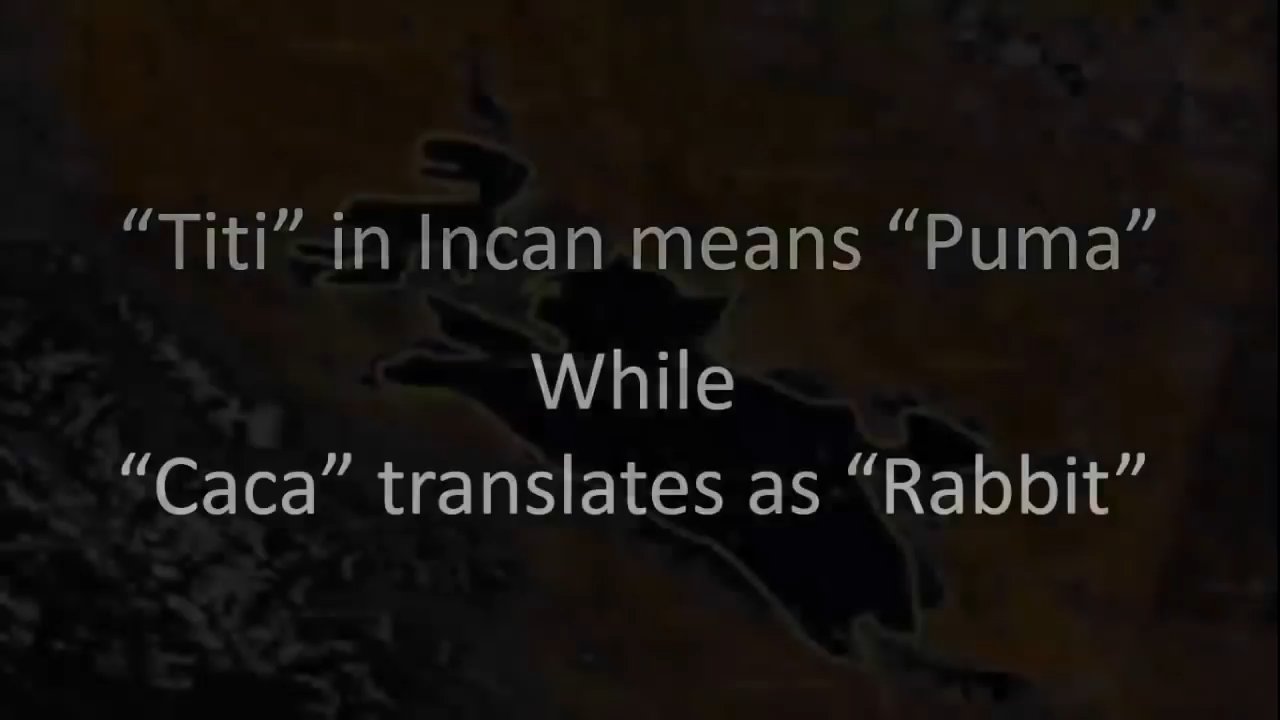 “Titi” in Incan means “Puma”
While
“Caca” translates as “Rabbit”